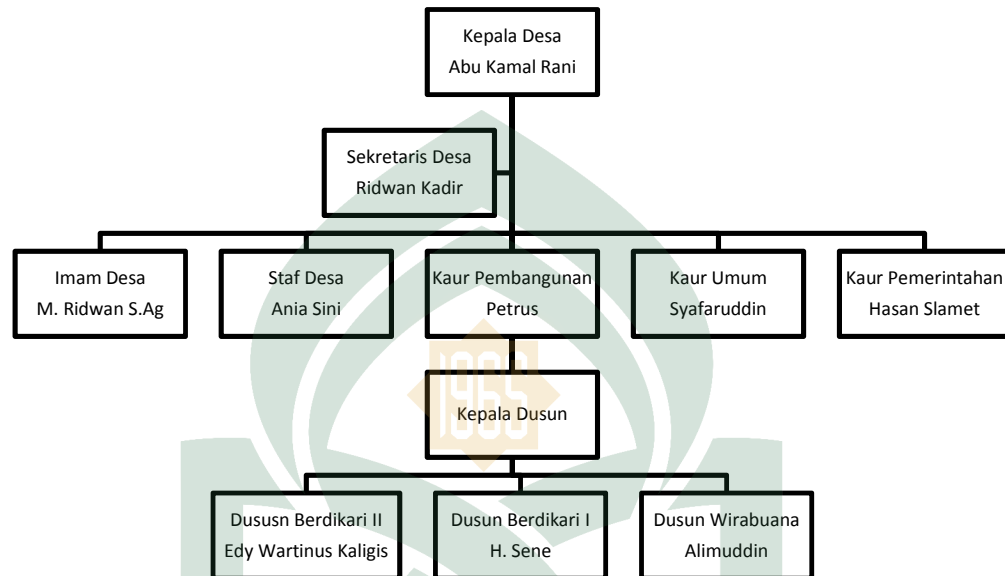 Kepala Desa
Abu Kamal Rani
Sekretaris Desa
Ridwan Kadir
Imam Desa
M. Ridwan S.Ag
Staf Desa
Ania Sini
Kaur Pembangunan
Petrus
Kaur Umum
Syafaruddin
Kaur Pemerintahan
Hasan Slamet
1965
Kepala Dusun
Dususn Berdikari II
Edy Wartinus Kaligis
Dusun Berdikari I
H. Sene
Dusun Wirabuana
Alimuddin